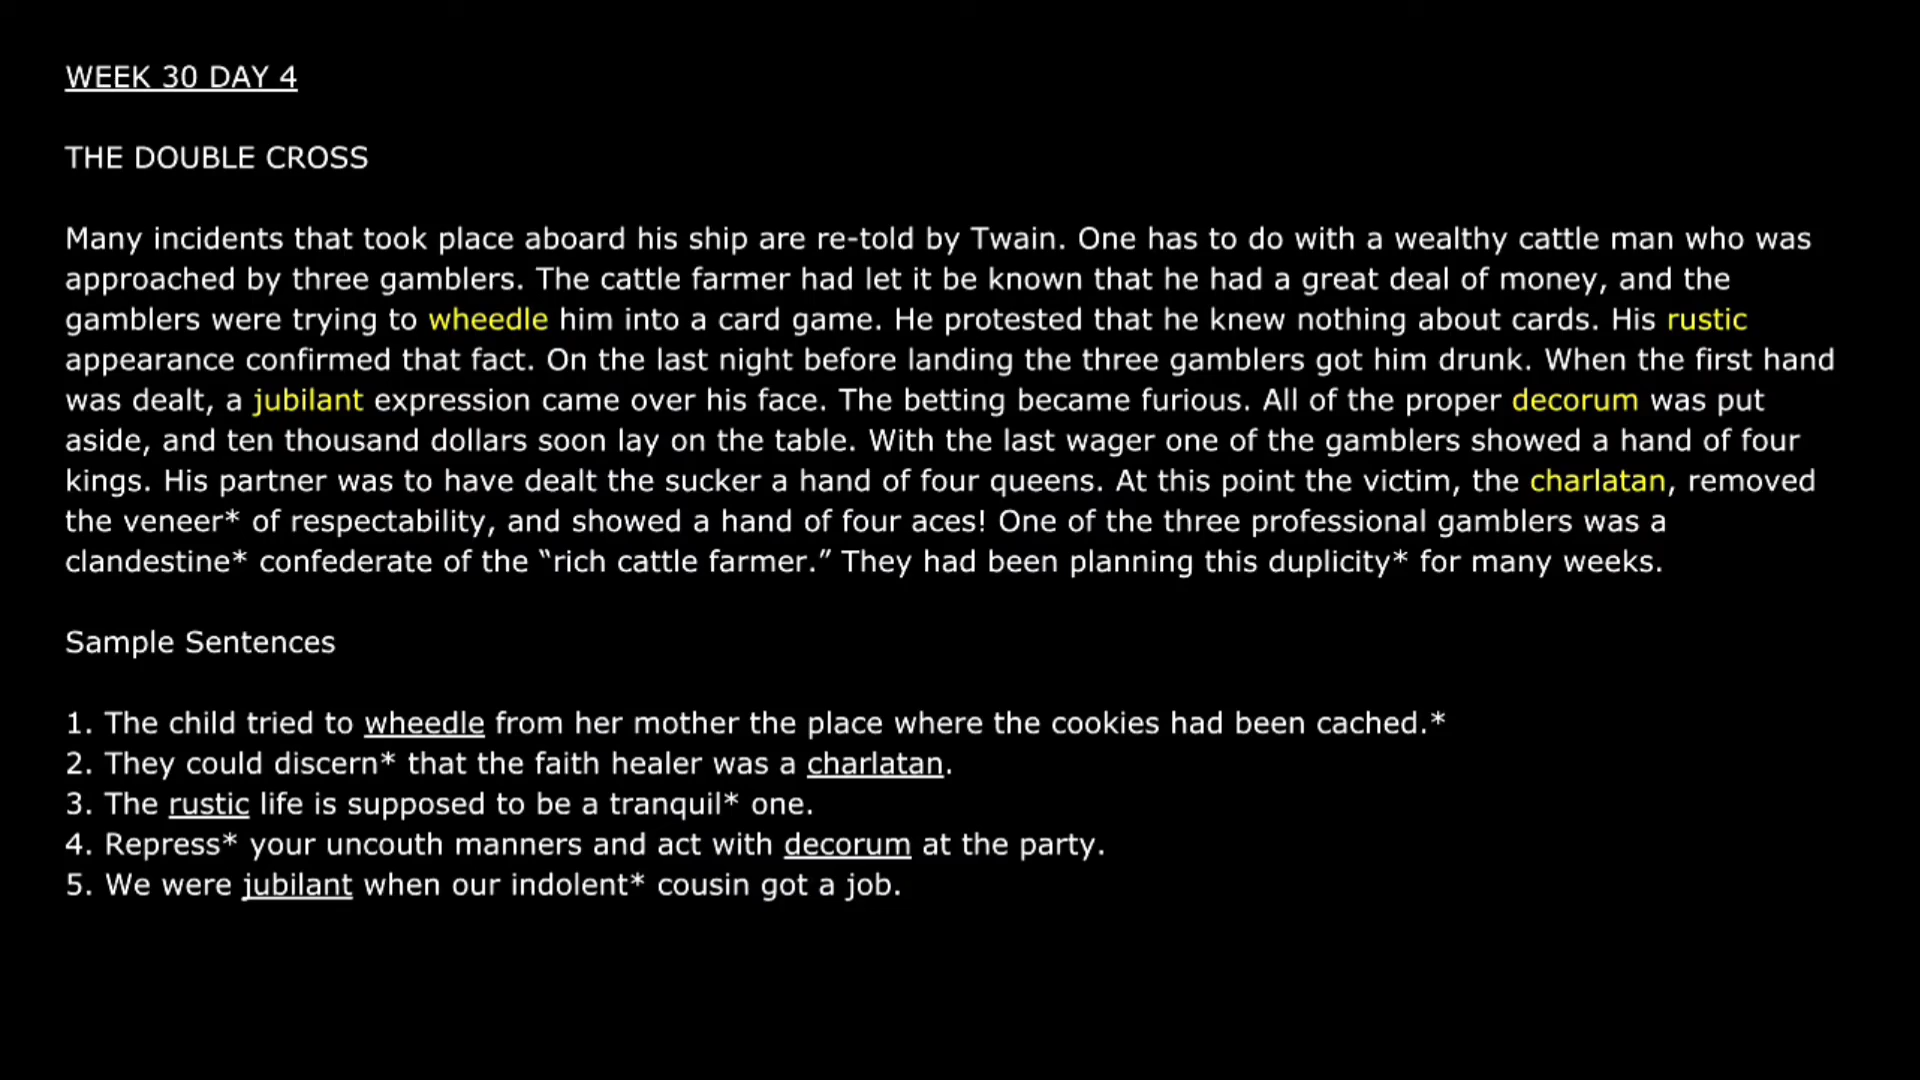 WEEK 30 DAY 4
THE DOUBLE CROSS
Many incidents that took place aboard his ship are re-told by Twain. One has to do with a wealthy cattle man who was
approached by three gamblers. The cattle farmer had let it be known that he had a great deal of money, and the
gamblers were trying to wheedle him into a card game. He protested that he knew nothing about cards. His rustic
appearance confirmed that fact. On the last night before landing the three gamblers got him drunk. When the first hand
was dealt, a jubilant expression came over his face. The betting became furious. All of the proper decorum was put
aside, and ten thousand dollars soon lay on the table. With the last wager one of the gamblers showed a hand of four
kings. His partner was to have dealt the sucker a hand of four queens. At this point the victim, the charlatan, removed
the veneer* of respectability, and showed a hand of four aces! One of the three professional gamblers was a
clandestine* confederate of the “rich cattle farmer.” They had been planning this duplicity* for many weeks.
Sample Sentences
1. The child tried to wheedle from her mother the place where the cookies had been cached.*
2. They could discern* that the faith healer was a charlatan.
3. The rustic life is supposed to be a tranquil* one.
4. Repress* your uncouth manners and act with decorum at the party.
5. We were jubilant when our indolent* cousin got a job.